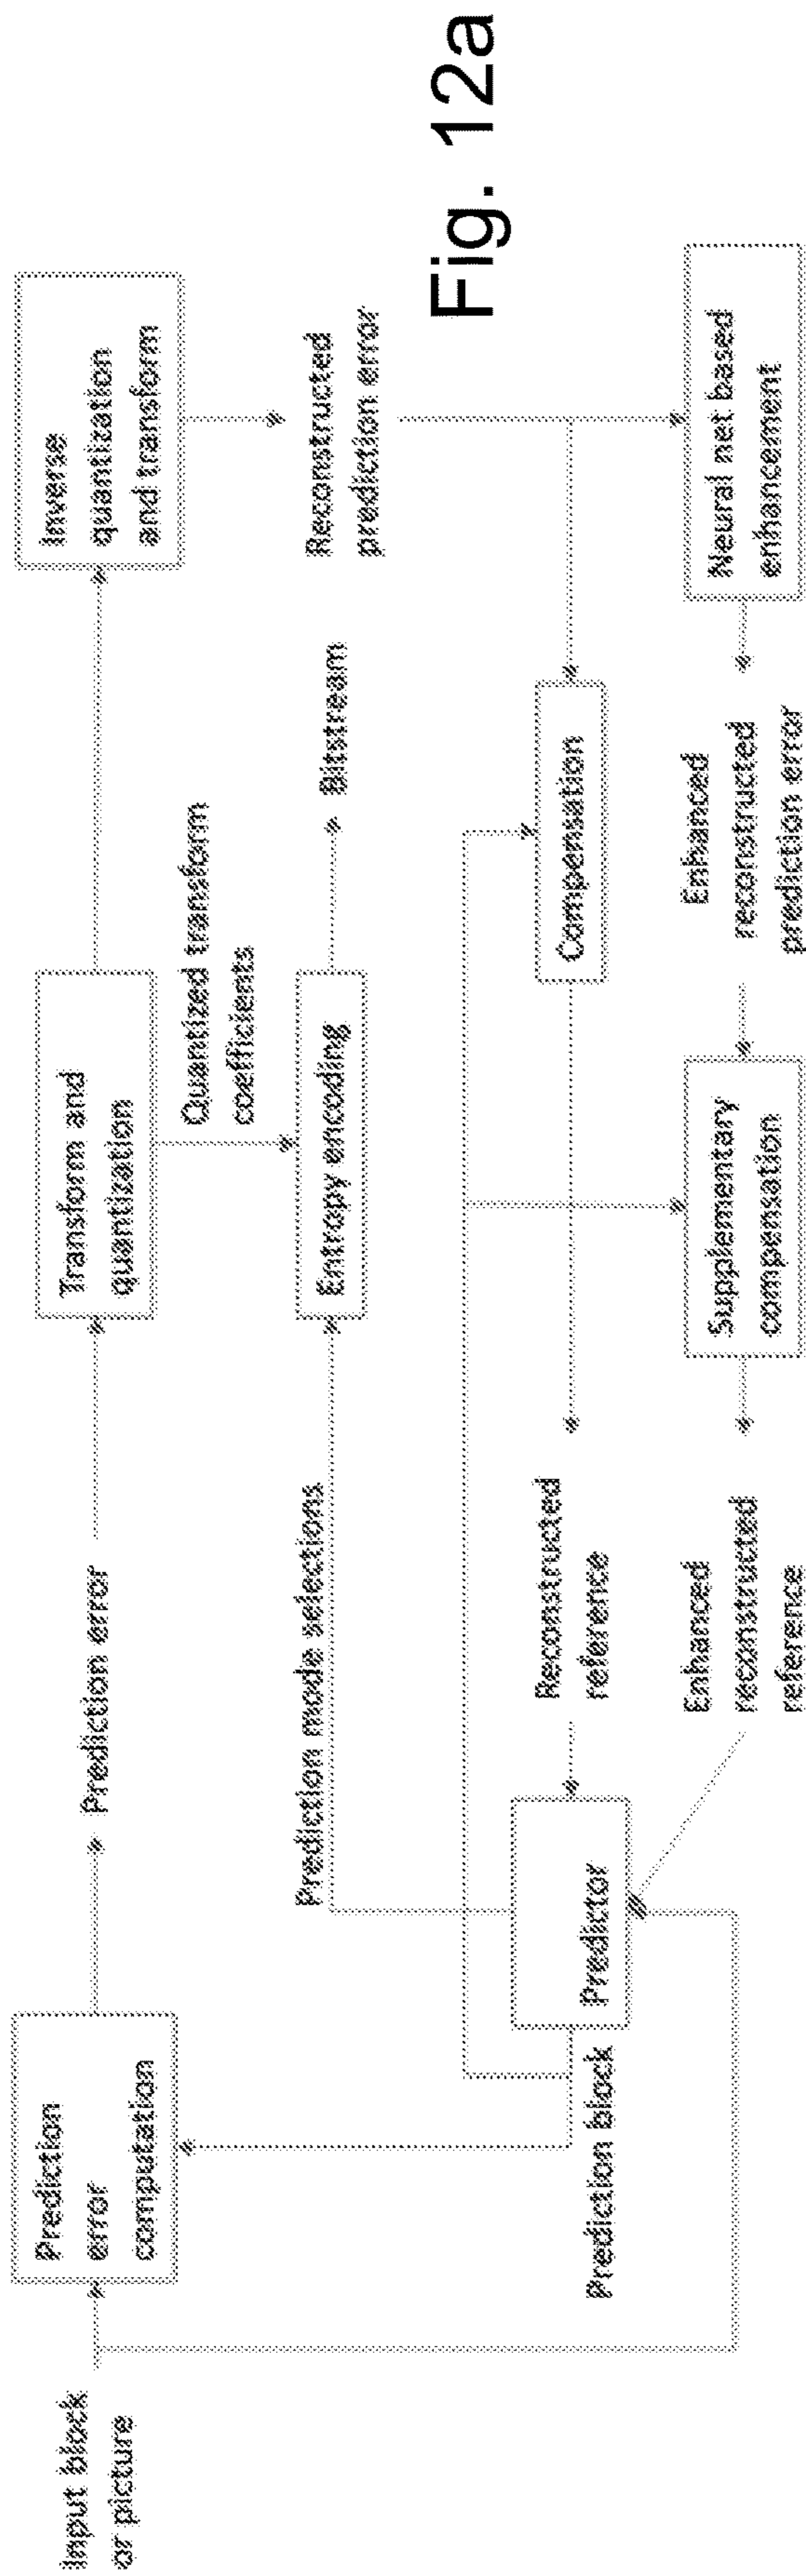 Input block
or picture
Prediction
error
computation
Prediction error
Transform and
quantization
Inverse
quantization
and transform
Quantized transform
coefficients
Reconstructed
prediction error
Prediction mode selections
Entropy encoding
Bitstream
Prediction block
Predictor
Reconstructed
reference
Compensation
Enhanced
reconstructed
reference
Supplementary
compensation
Enhanced
reconstructed
prediction error
Neural net based
enhancement
Fig. 12a